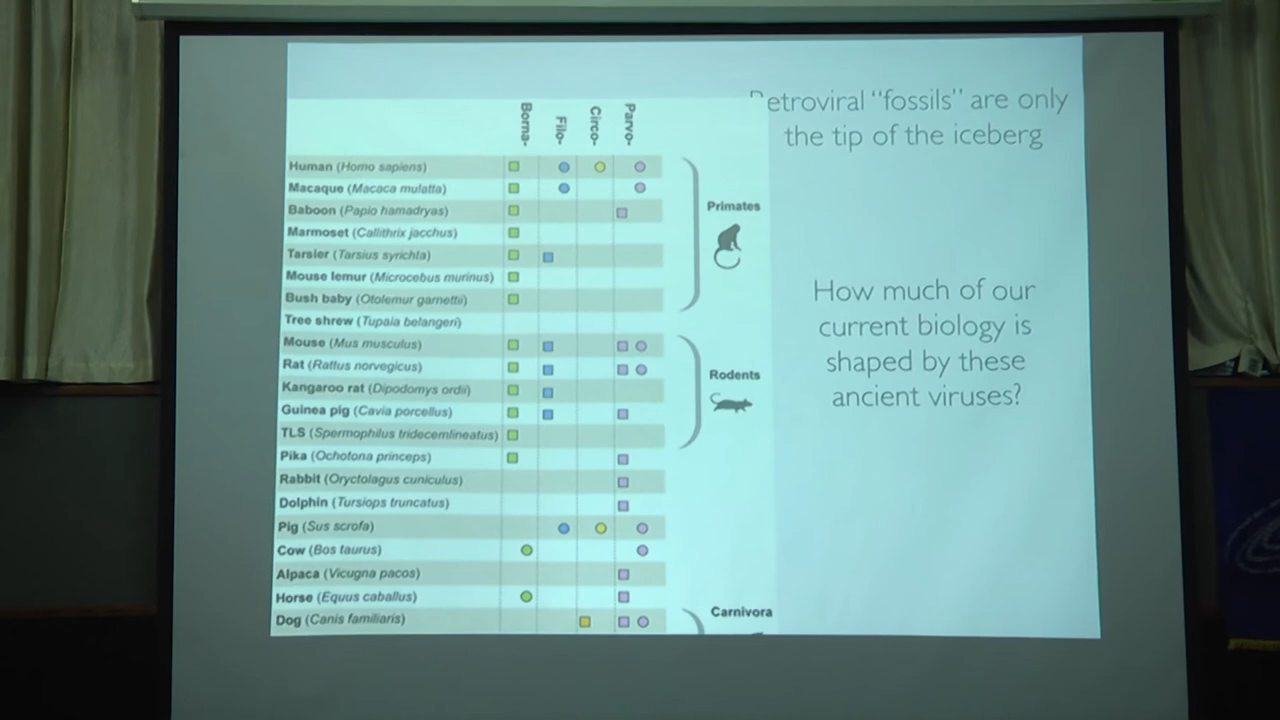 Retroviral “fossils” are only
the tip of the iceberg
Borna-
Filo-
Circo-
Parvo-
Human (Homo sapiens)
Macaque (Macaca mulatta)
Baboon (Papio hamadryas)
Marmoset (Callithrix jacchus)
Tarsier (Tarsius syrichta)
Mouse lemur (Microcebus murinus)
Bush baby (Otolemur garnettii)
Tree shrew (Tupaia belangeri)
Mouse (Mus musculus)
Rat (Rattus norvegicus)
Kangaroo rat (Dipodomys ordii)
Guinea pig (Cavia porcellus)
TLS (Spermophilus tridecemlineatus)
Pika (Ochotona princeps)
Rabbit (Oryctolagus cuniculus)
Dolphin (Tursiops truncatus)
Pig (Sus scrofa)
Cow (Bos taurus)
Alpaca (Vicugna pacos)
Horse (Equus caballus)
Dog (Canis familiaris)
Primates
Rodents
Carnivora
How much of our
current biology is
shaped by these
ancient viruses?